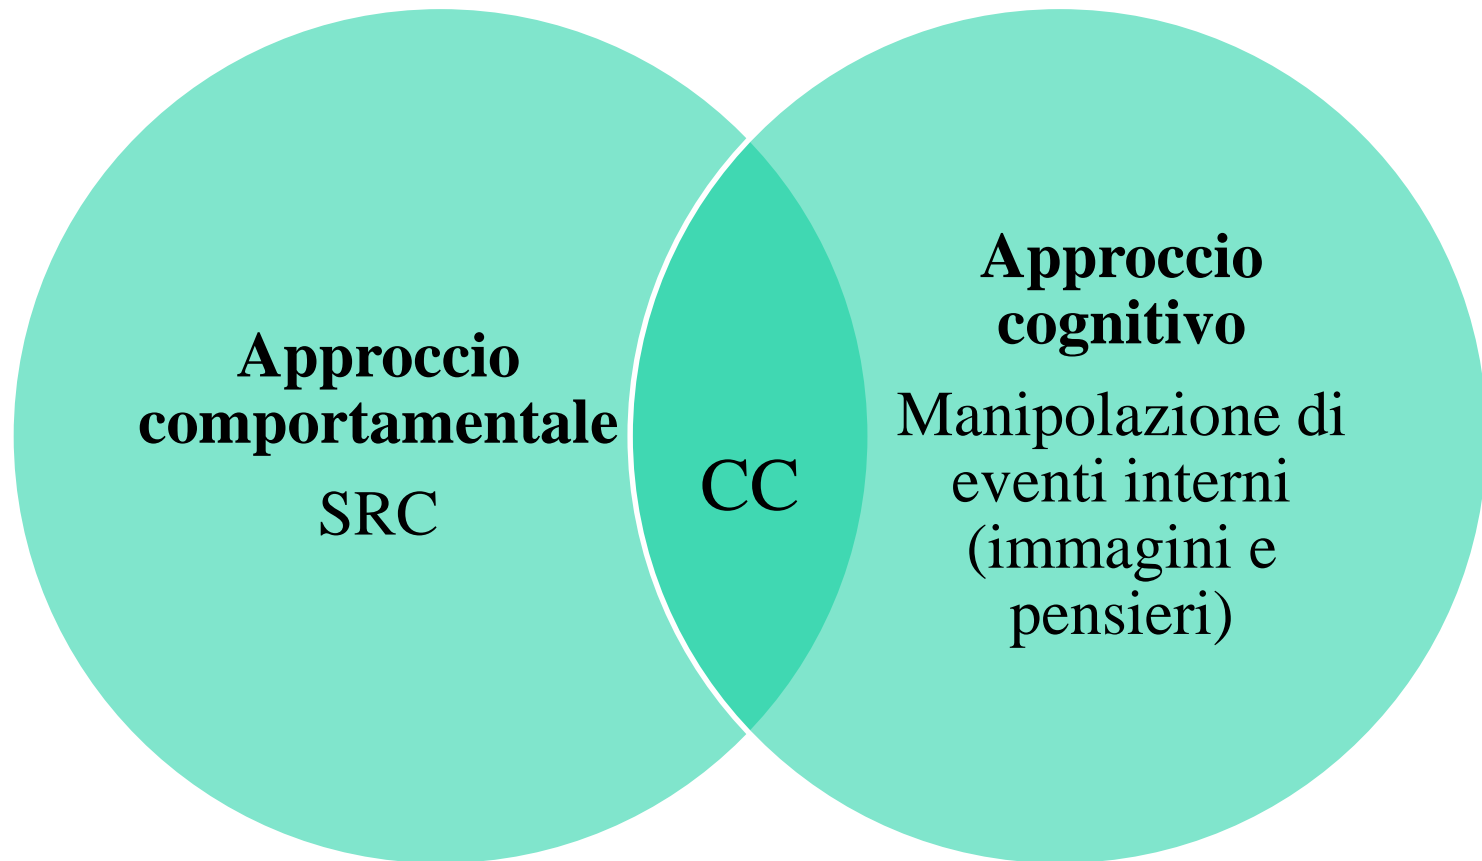 Approccio
comportamentale
SRC
CC
Approccio
cognitivo
Manipolazione di
eventi interni
(immagini e
pensieri)